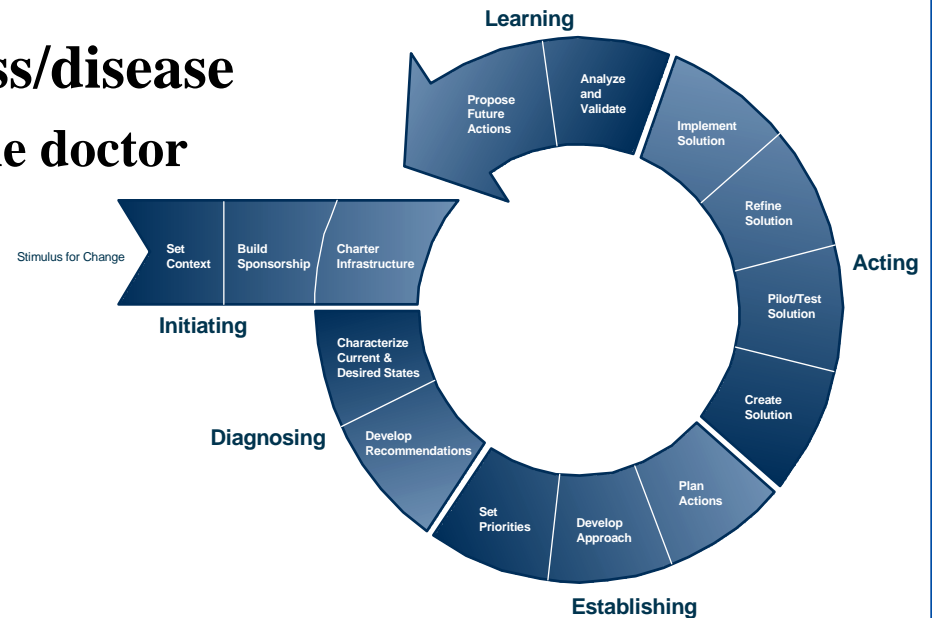 ss/disease
e doctor
Learning
Propose
Future
Actions
Analyze
and
Validate
Implement
Solution
Refine
Solution
Acting
Pilot/Test
Solution
Create
Solution
Stimulus for Change
Set
Context
Build
Sponsorship
Charter
Infrastructure
Initiating
Characterize
Current &
Desired States
Diagnosing
Develop
Recommendations
Set
Priorities
Develop
Approach
Plan
Actions
Establishing